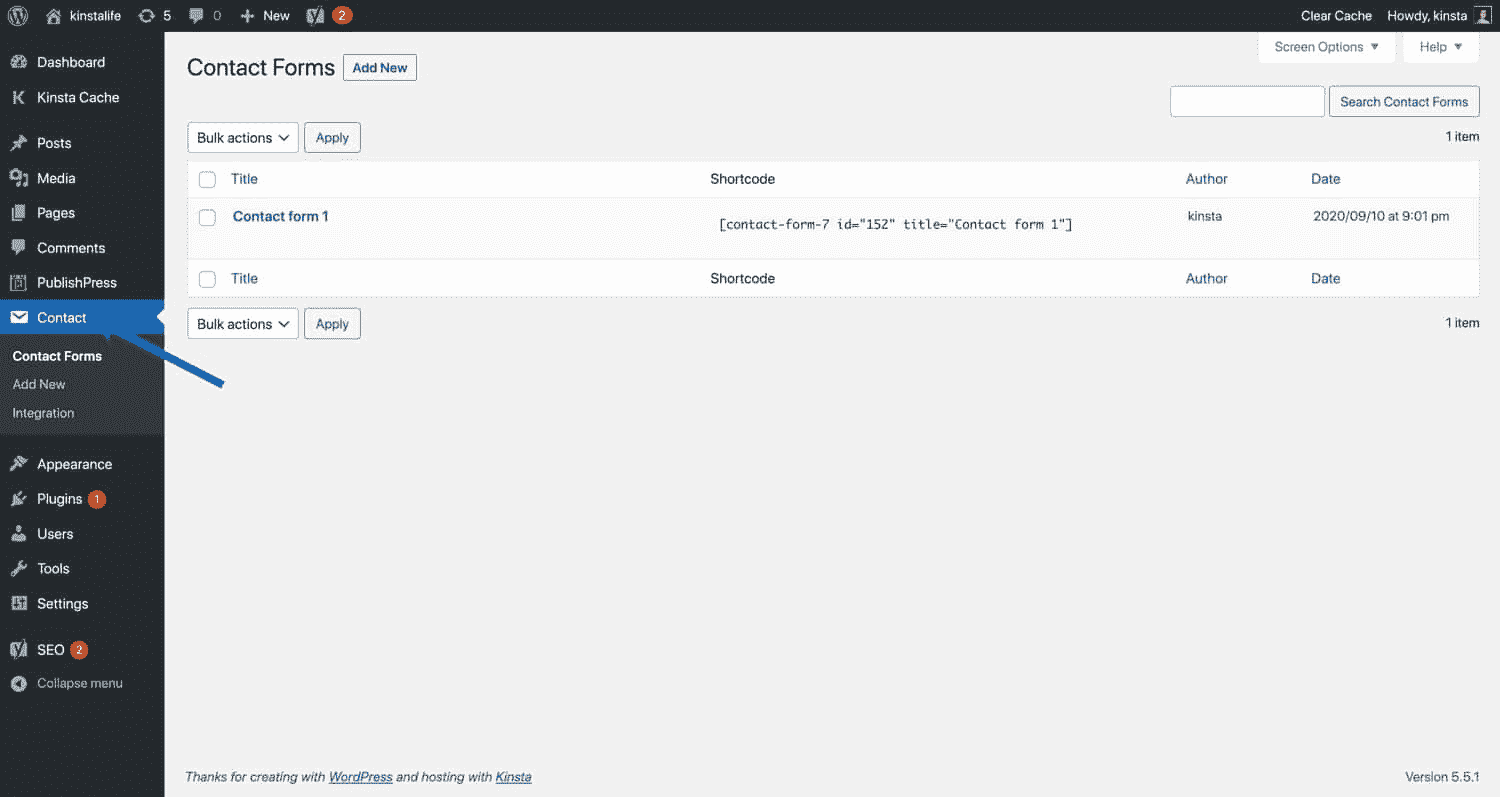 kinstalife 5 0 New 2 Clear Cache Howdy, kinsta
Screen Options Help
Dashboard
Kinsta Cache
Posts
Media
Pages
Comments
PublishPress
Contact
Contact Forms
Add New
Integration
Appearance
Plugins 1
Users
Tools
Settings
SEO 2
Collapse menu
Contact Forms Add New
Search Contact Forms
Bulk actions Apply 1 item
Title Shortcode Author Date
Contact form 1 [contact-form-7 id="152" title="Contact form 1"] kinsta 2020/09/10 at 9:01 pm
Title Shortcode Author Date
Bulk actions Apply 1 item
Thanks for creating with WordPress and hosting with Kinsta Version 5.5.1